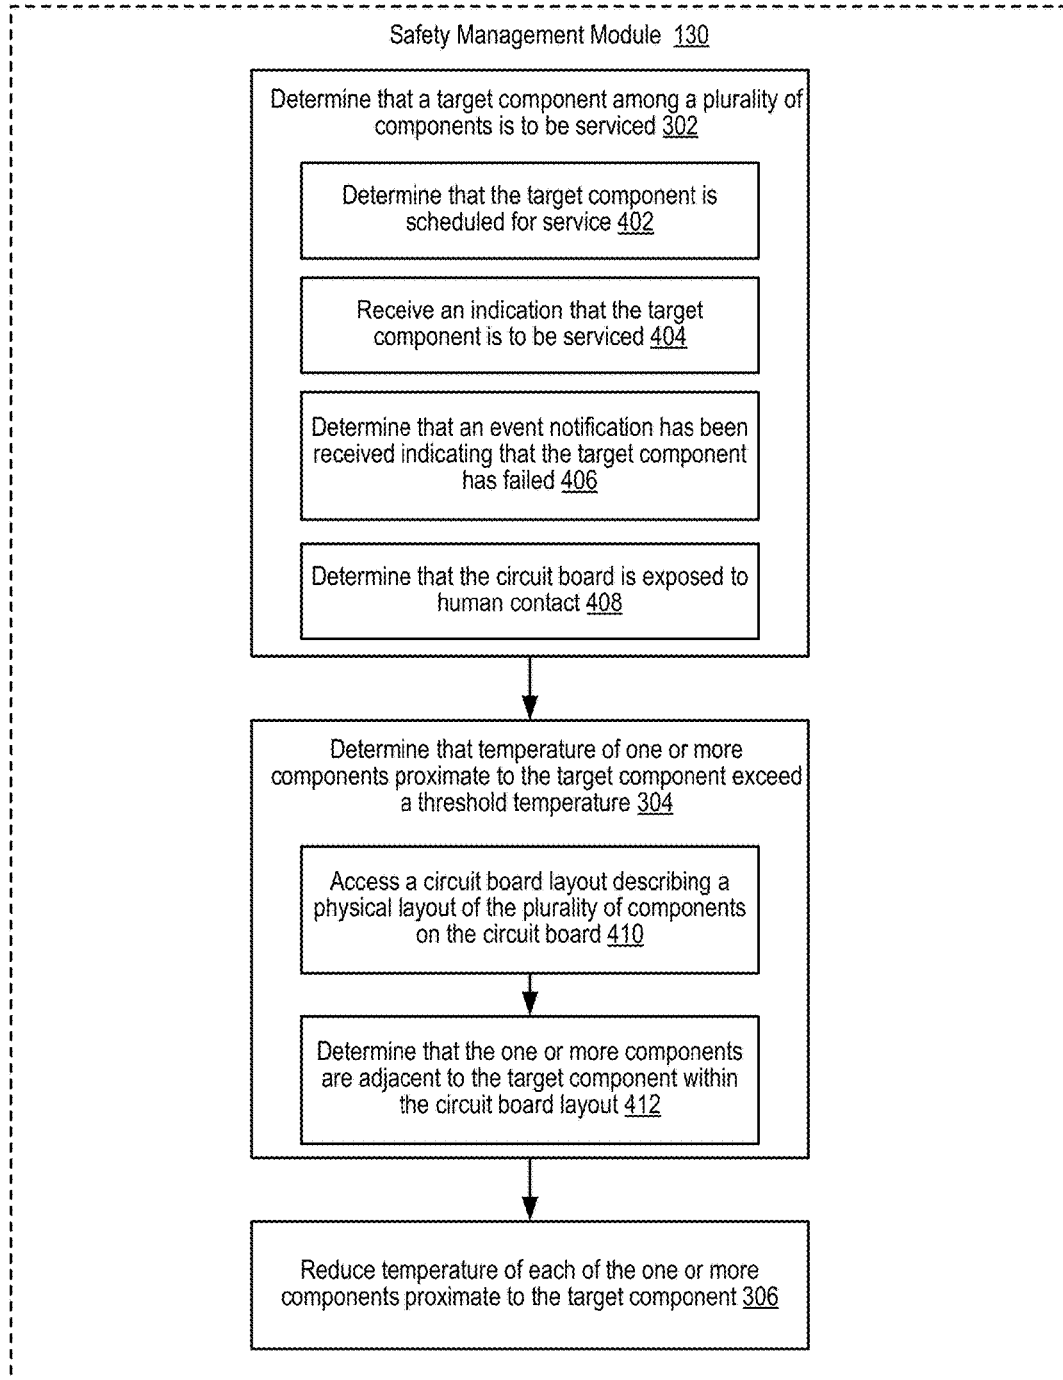 Safety Management Module 130
Determine that a target component among a plurality of
components is to be serviced 302
Determine that the target component is
scheduled for service 402
Receive an indication that the target
component is to be serviced 404
Determine that an event notification has been
received indicating that the target component
has failed 406
Determine that the circuit board is exposed to
human contact 408
Determine that temperature of one or more
components proximate to the target component exceed
a threshold temperature 304
Access a circuit board layout describing a
physical layout of the plurality of components
on the circuit board 410
Determine that the one or more components
are adjacent to the target component within
the circuit board layout 412
Reduce temperature of each of the one or more
components proximate to the target component 306